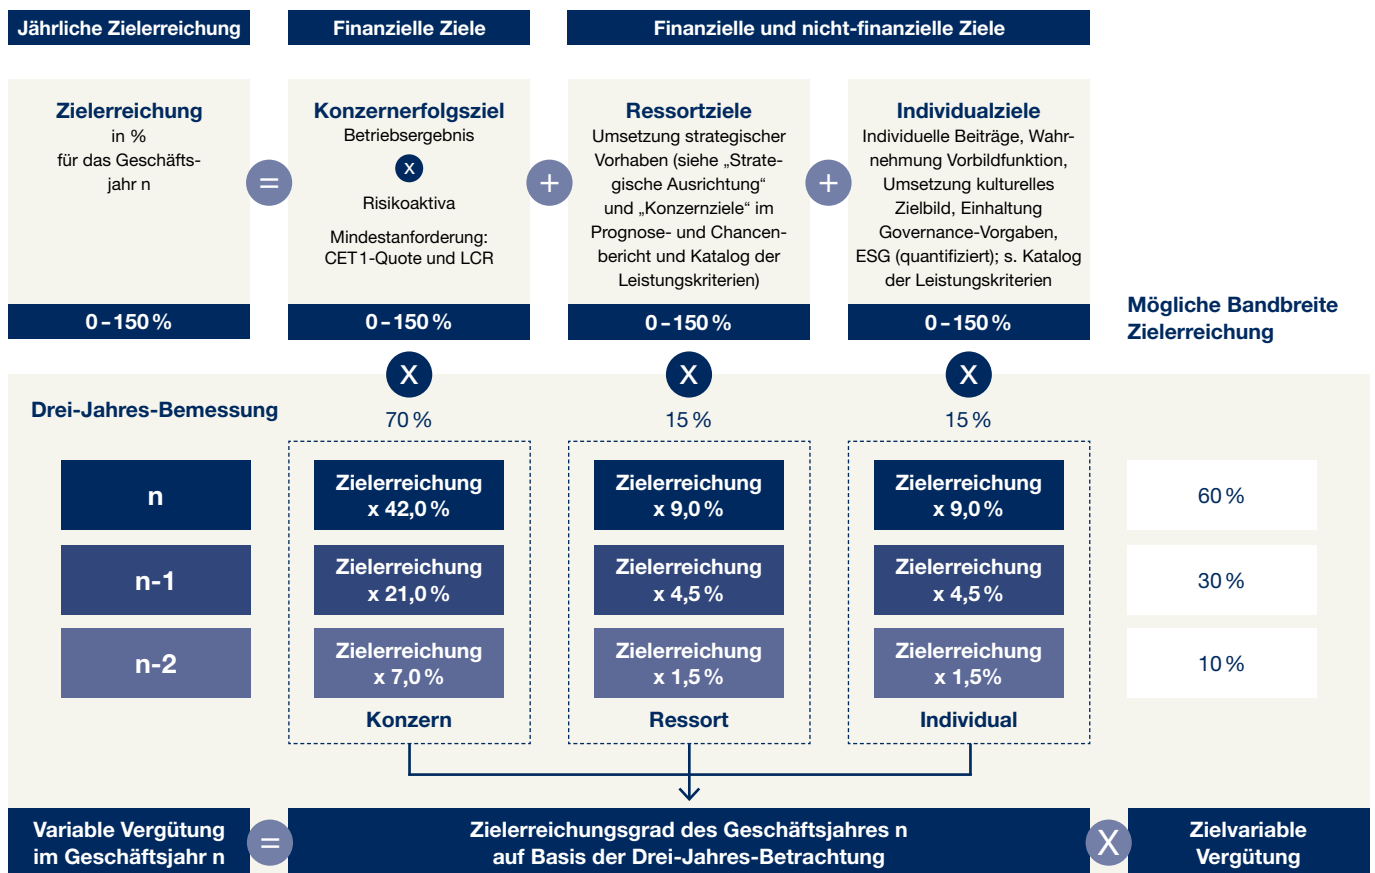 Jährliche Zielerreichung
Finanzielle Ziele
Finanzielle und nicht-finanzielle Ziele
Zielerreichung
in %
für das Geschäfts-
jahr n
=
Konzernerfolgsziel
Betriebsergebnis
x
Risikoaktiva
Mindestanforderung:
CET1-Quote und LCR
+
Ressortziele
Umsetzung strategischer
Vorhaben (siehe „Strate-
gische Ausrichtung“
und „Konzernziele“ im
Prognose- und Chancen-
bericht und Katalog der
Leistungskriterien)
+
Individualziele
Individuelle Beiträge, Wahr-
nehmung Vorbildfunktion,
Umsetzung kulturelles
Zielbild, Einhaltung
Governance-Vorgaben,
ESG (quantifiziert); s. Katalog
der Leistungskriterien
0 – 150 %
0 – 150 %
0 – 150 %
0 – 150 %
Mögliche Bandbreite
Zielerreichung
x
x
x
Drei-Jahres-Bemessung
70 %
15 %
15 %
n
Zielerreichung
x 42,0 %
Zielerreichung
x 9,0 %
Zielerreichung
x 9,0 %
60 %
n-1
Zielerreichung
x 21,0 %
Zielerreichung
x 4,5 %
Zielerreichung
x 4,5 %
30 %
n-2
Zielerreichung
x 7,0 %
Zielerreichung
x 1,5 %
Zielerreichung
x 1,5%
10 %
Konzern
Ressort
Individual
Variable Vergütung
im Geschäftsjahr n
=
Zielerreichungsgrad des Geschäftsjahres n
auf Basis der Drei-Jahres-Betrachtung
X
Zielvariable
Vergütung